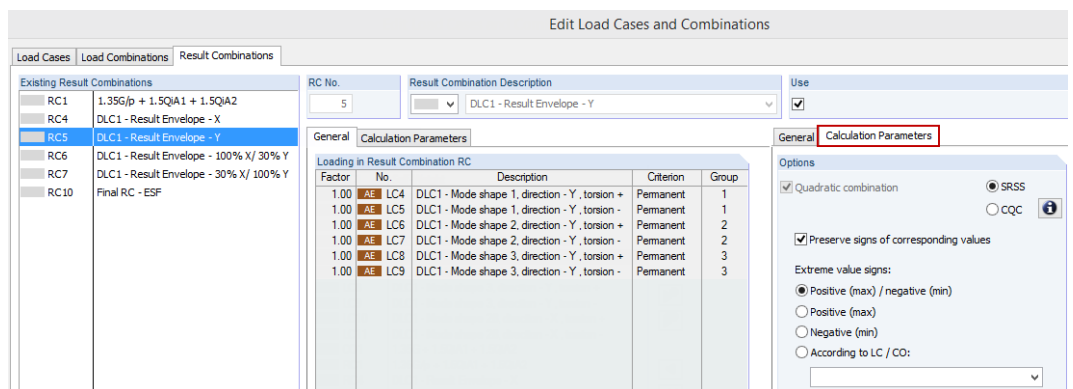 Edit Load Cases and Combinations
Load Cases Load Combinations Result Combinations
Existing Result Combinations
RC1 1.35G/p + 1.5QiA1 + 1.5QiA2
RC4 DLC1 - Result Envelope - X
RC5 DLC1 - Result Envelope - Y
RC6 DLC1 - Result Envelope - 100% X/ 30% Y
RC7 DLC1 - Result Envelope - 30% X/ 100% Y
RC10 Final RC - ESF
RC No.
5
Result Combination Description
DLC1 - Result Envelope - Y
Use
General Calculation Parameters
Loading in Result Combination RC
Factor No. Description Criterion Group
1.00 AE LC4 DLC1 - Mode shape 1, direction - Y , torsion + Permanent 1
1.00 AE LC5 DLC1 - Mode shape 1, direction - Y , torsion - Permanent 1
1.00 AE LC6 DLC1 - Mode shape 2, direction - Y , torsion + Permanent 2
1.00 AE LC7 DLC1 - Mode shape 2, direction - Y , torsion - Permanent 2
1.00 AE LC8 DLC1 - Mode shape 3, direction - Y , torsion + Permanent 3
1.00 AE LC9 DLC1 - Mode shape 3, direction - Y , torsion - Permanent 3
General Calculation Parameters
Options
Quadratic combination SRSS
CQC
Preserve signs of corresponding values
Extreme value signs:
Positive (max) / negative (min)
Positive (max)
Negative (min)
According to LC / CO: